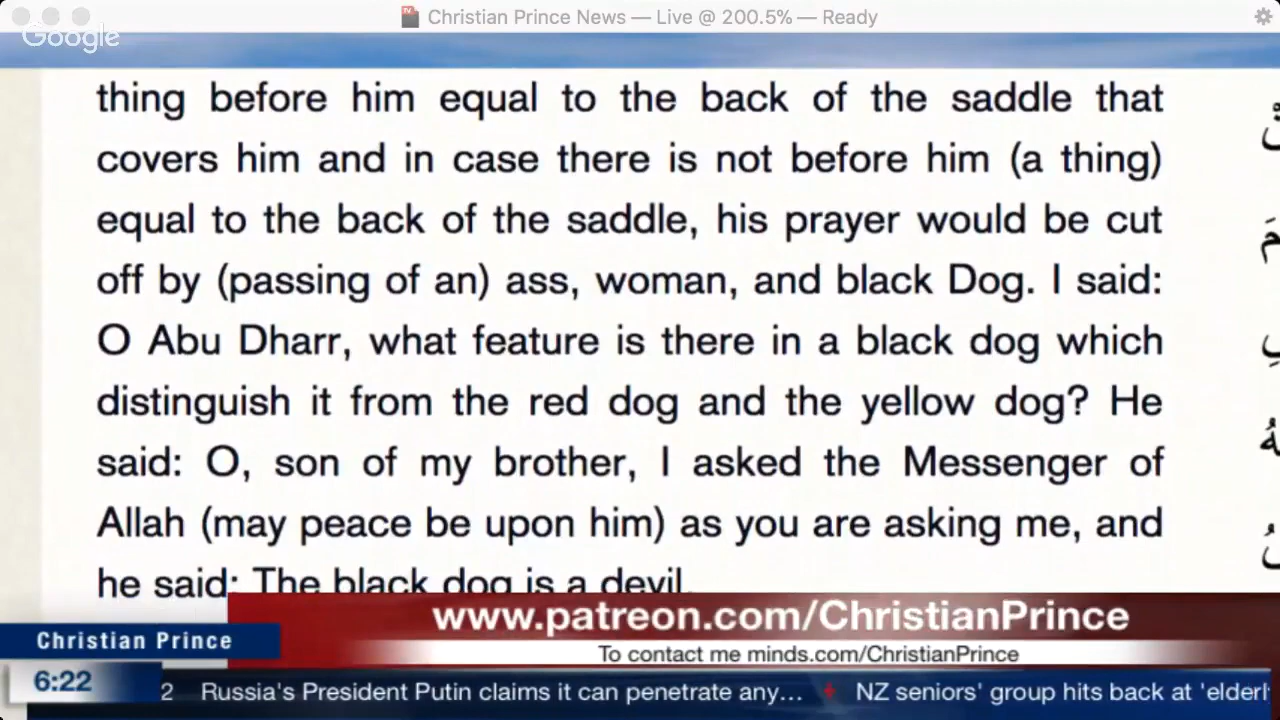 Christian Prince News — Live @ 200.5% — Ready
Google
thing before him equal to the back of the saddle that
covers him and in case there is not before him (a thing)
equal to the back of the saddle, his prayer would be cut
off by (passing of an) ass, woman, and black Dog. I said:
O Abu Dharr, what feature is there in a black dog which
distinguish it from the red dog and the yellow dog? He
said: O, son of my brother, I asked the Messenger of
Allah (may peace be upon him) as you are asking me, and
he said: The black dog is a devil.
www.patreon.com/ChristianPrince
Christian Prince
To contact me minds.com/ChristianPrince
6:22
2 Russia's President Putin claims it can penetrate any... NZ seniors' group hits back at 'elderl